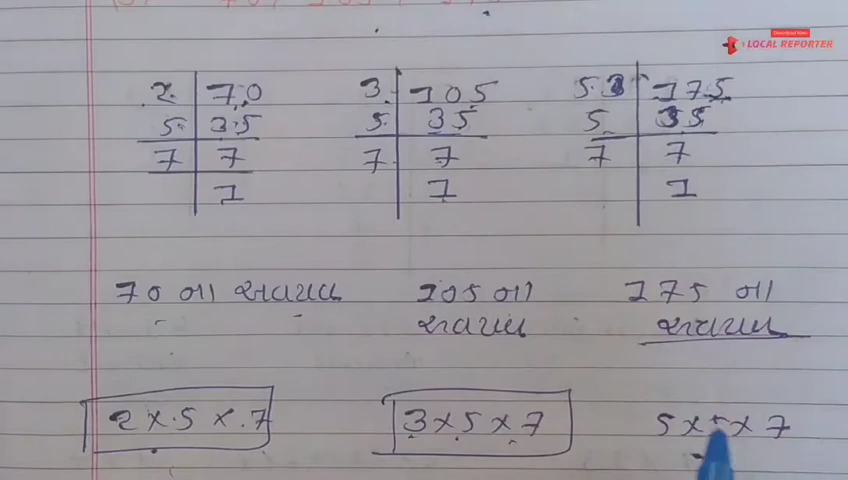 Download Now
LOCAL REPORTER
2 | 70
5 | 35
7 | 7
1
3 | 105
5 | 35
7 | 7
1
5 | 175
5 | 35
7 | 7
1
70 ના અવયવ
105 ના
અવયવ
175 ના
અવયવ
2 × 5 × 7
3 × 5 × 7
5 × 5 × 7